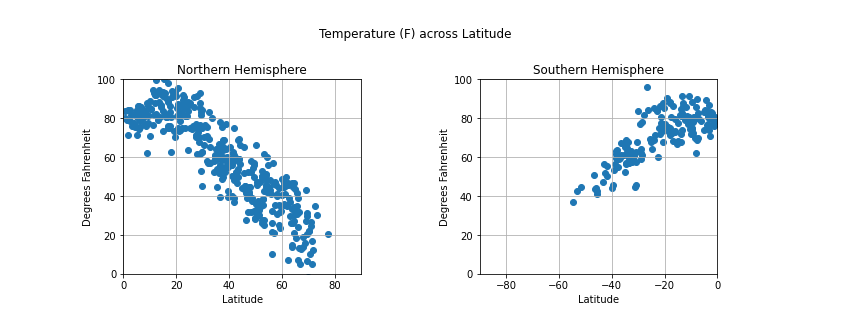 Temperature (F) across Latitude
Northern Hemisphere
100
80
60
40
20
0
Degrees Fahrenheit
0 20 40 60 80
Latitude
Southern Hemisphere
100
80
60
40
20
0
Degrees Fahrenheit
−80 −60 −40 −20 0
Latitude